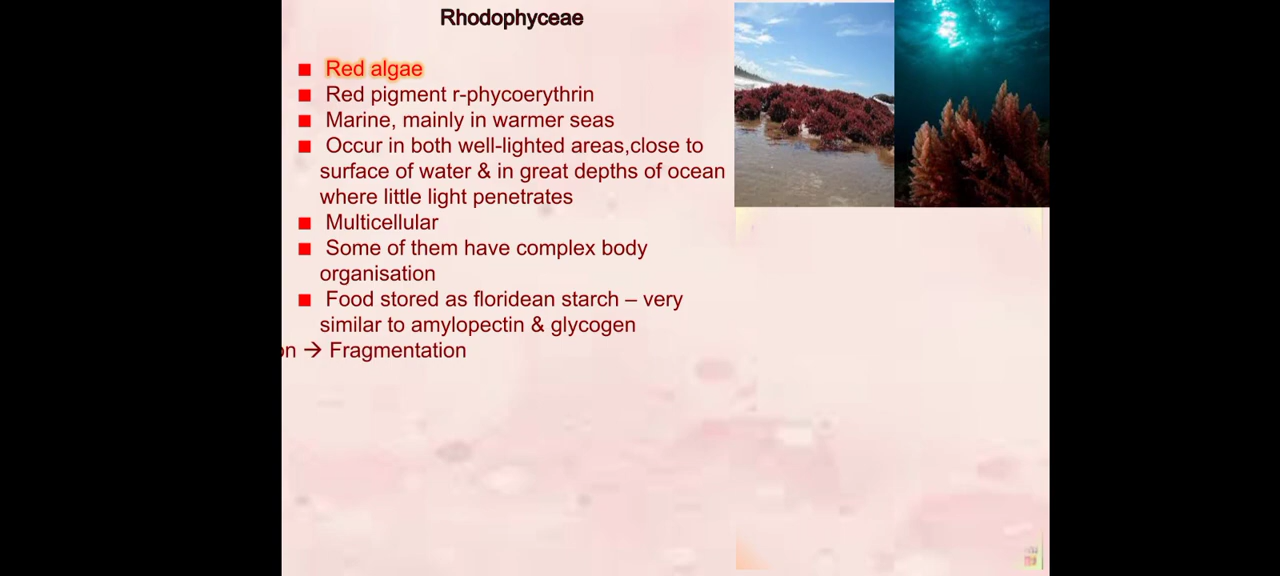 Rhodophyceae
Red algae
Red pigment r-phycoerythrin
Marine, mainly in warmer seas
Occur in both well-lighted areas,close to
surface of water & in great depths of ocean
where little light penetrates
Multicellular
Some of them have complex body
organisation
Food stored as floridean starch – very
similar to amylopectin & glycogen
on → Fragmentation